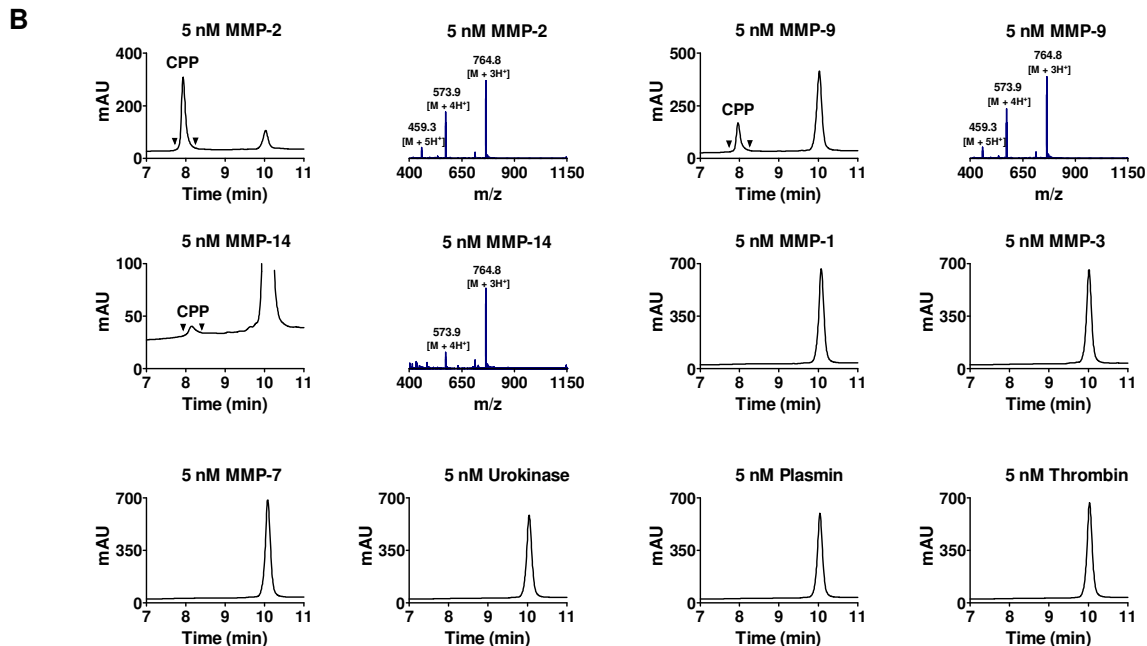 B
5 nM MMP-2
400
200
0
mAU
CPP
7 8 9 10 11
Time (min)
5 nM MMP-2
764.8
[M + 3H⁺]
573.9
[M + 4H⁺]
459.3
[M + 5H⁺]
400 650 900 1150
m/z
5 nM MMP-9
500
250
0
mAU
CPP
7 8 9 10 11
Time (min)
5 nM MMP-9
764.8
[M + 3H⁺]
573.9
[M + 4H⁺]
459.3
[M + 5H⁺]
400 650 900 1150
m/z
5 nM MMP-14
100
50
0
mAU
CPP
7 8 9 10 11
Time (min)
5 nM MMP-14
764.8
[M + 3H⁺]
573.9
[M + 4H⁺]
400 650 900 1150
m/z
5 nM MMP-1
700
350
0
mAU
7 8 9 10 11
Time (min)
5 nM MMP-3
700
350
0
mAU
7 8 9 10 11
Time (min)
5 nM MMP-7
700
350
0
mAU
7 8 9 10 11
Time (min)
5 nM Urokinase
700
350
0
mAU
7 8 9 10 11
Time (min)
5 nM Plasmin
700
350
0
mAU
7 8 9 10 11
Time (min)
5 nM Thrombin
700
350
0
mAU
7 8 9 10 11
Time (min)